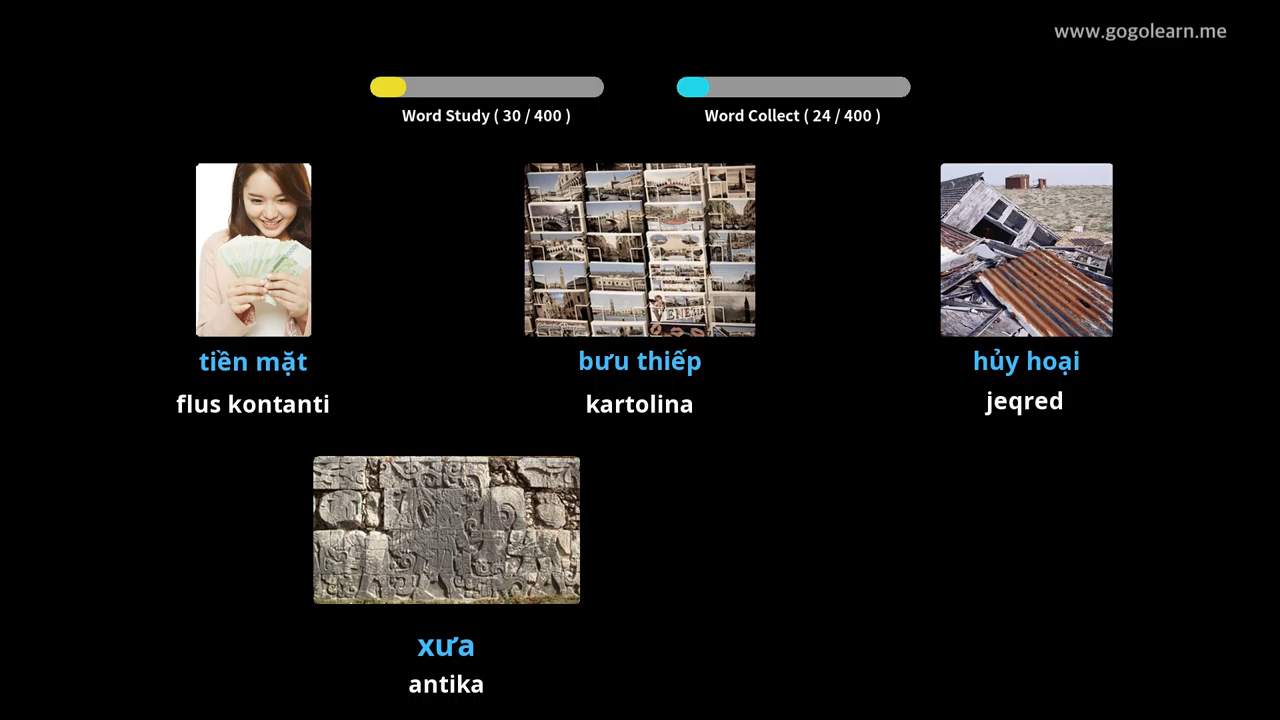 www.gogolearn.me
Word Study ( 30 / 400 )
Word Collect ( 24 / 400 )
tiền mặt
flus kontanti
bưu thiếp
kartolina
hủy hoại
jeqred
xưa
antika